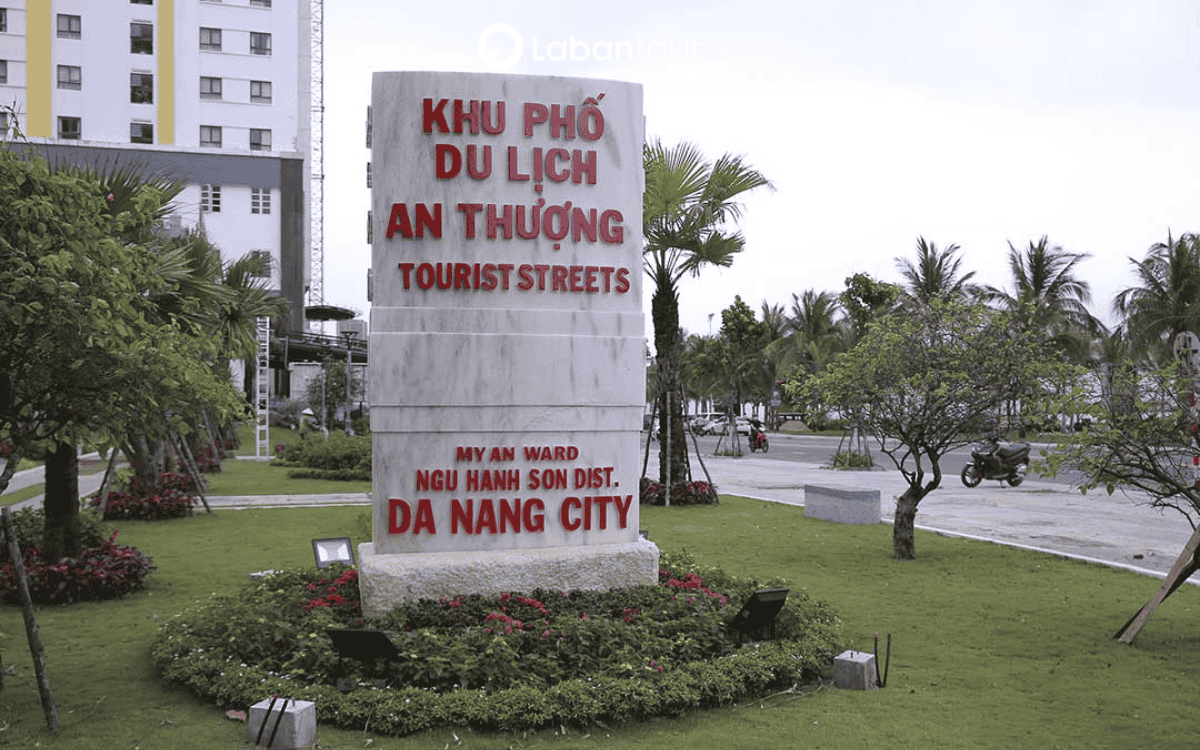 Labantour
KHU PHỐ
DU LỊCH
AN THƯỢNG
TOURIST STREETS
MY AN WARD
NGU HANH SON DIST.
DA NANG CITY